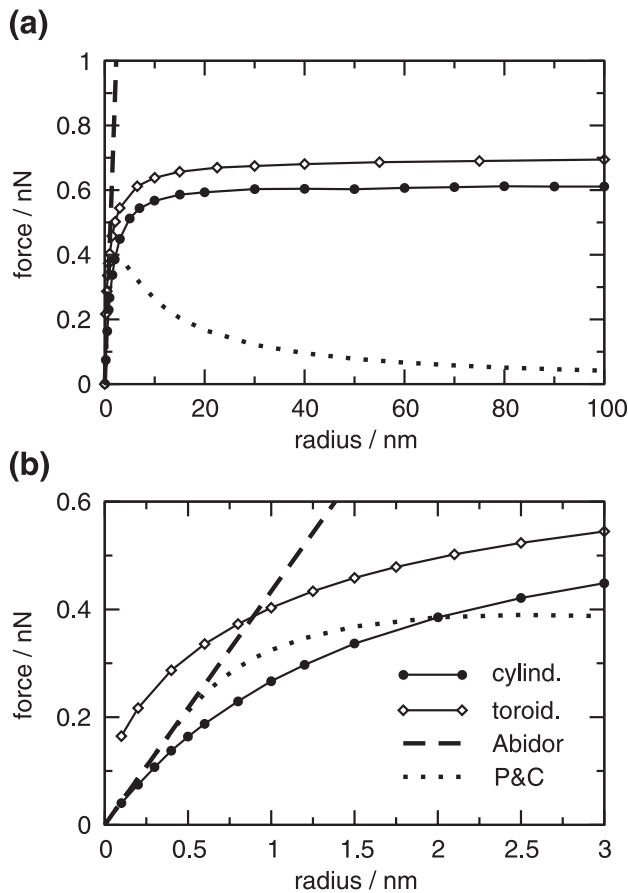 (a)
1
0.8
0.6
0.4
0.2
0
force / nN
0 20 40 60 80 100
radius / nm
(b)
0.6
0.4
0.2
0
force / nN
cylind.
toroid.
Abidor
P&C
0 0.5 1 1.5 2 2.5 3
radius / nm